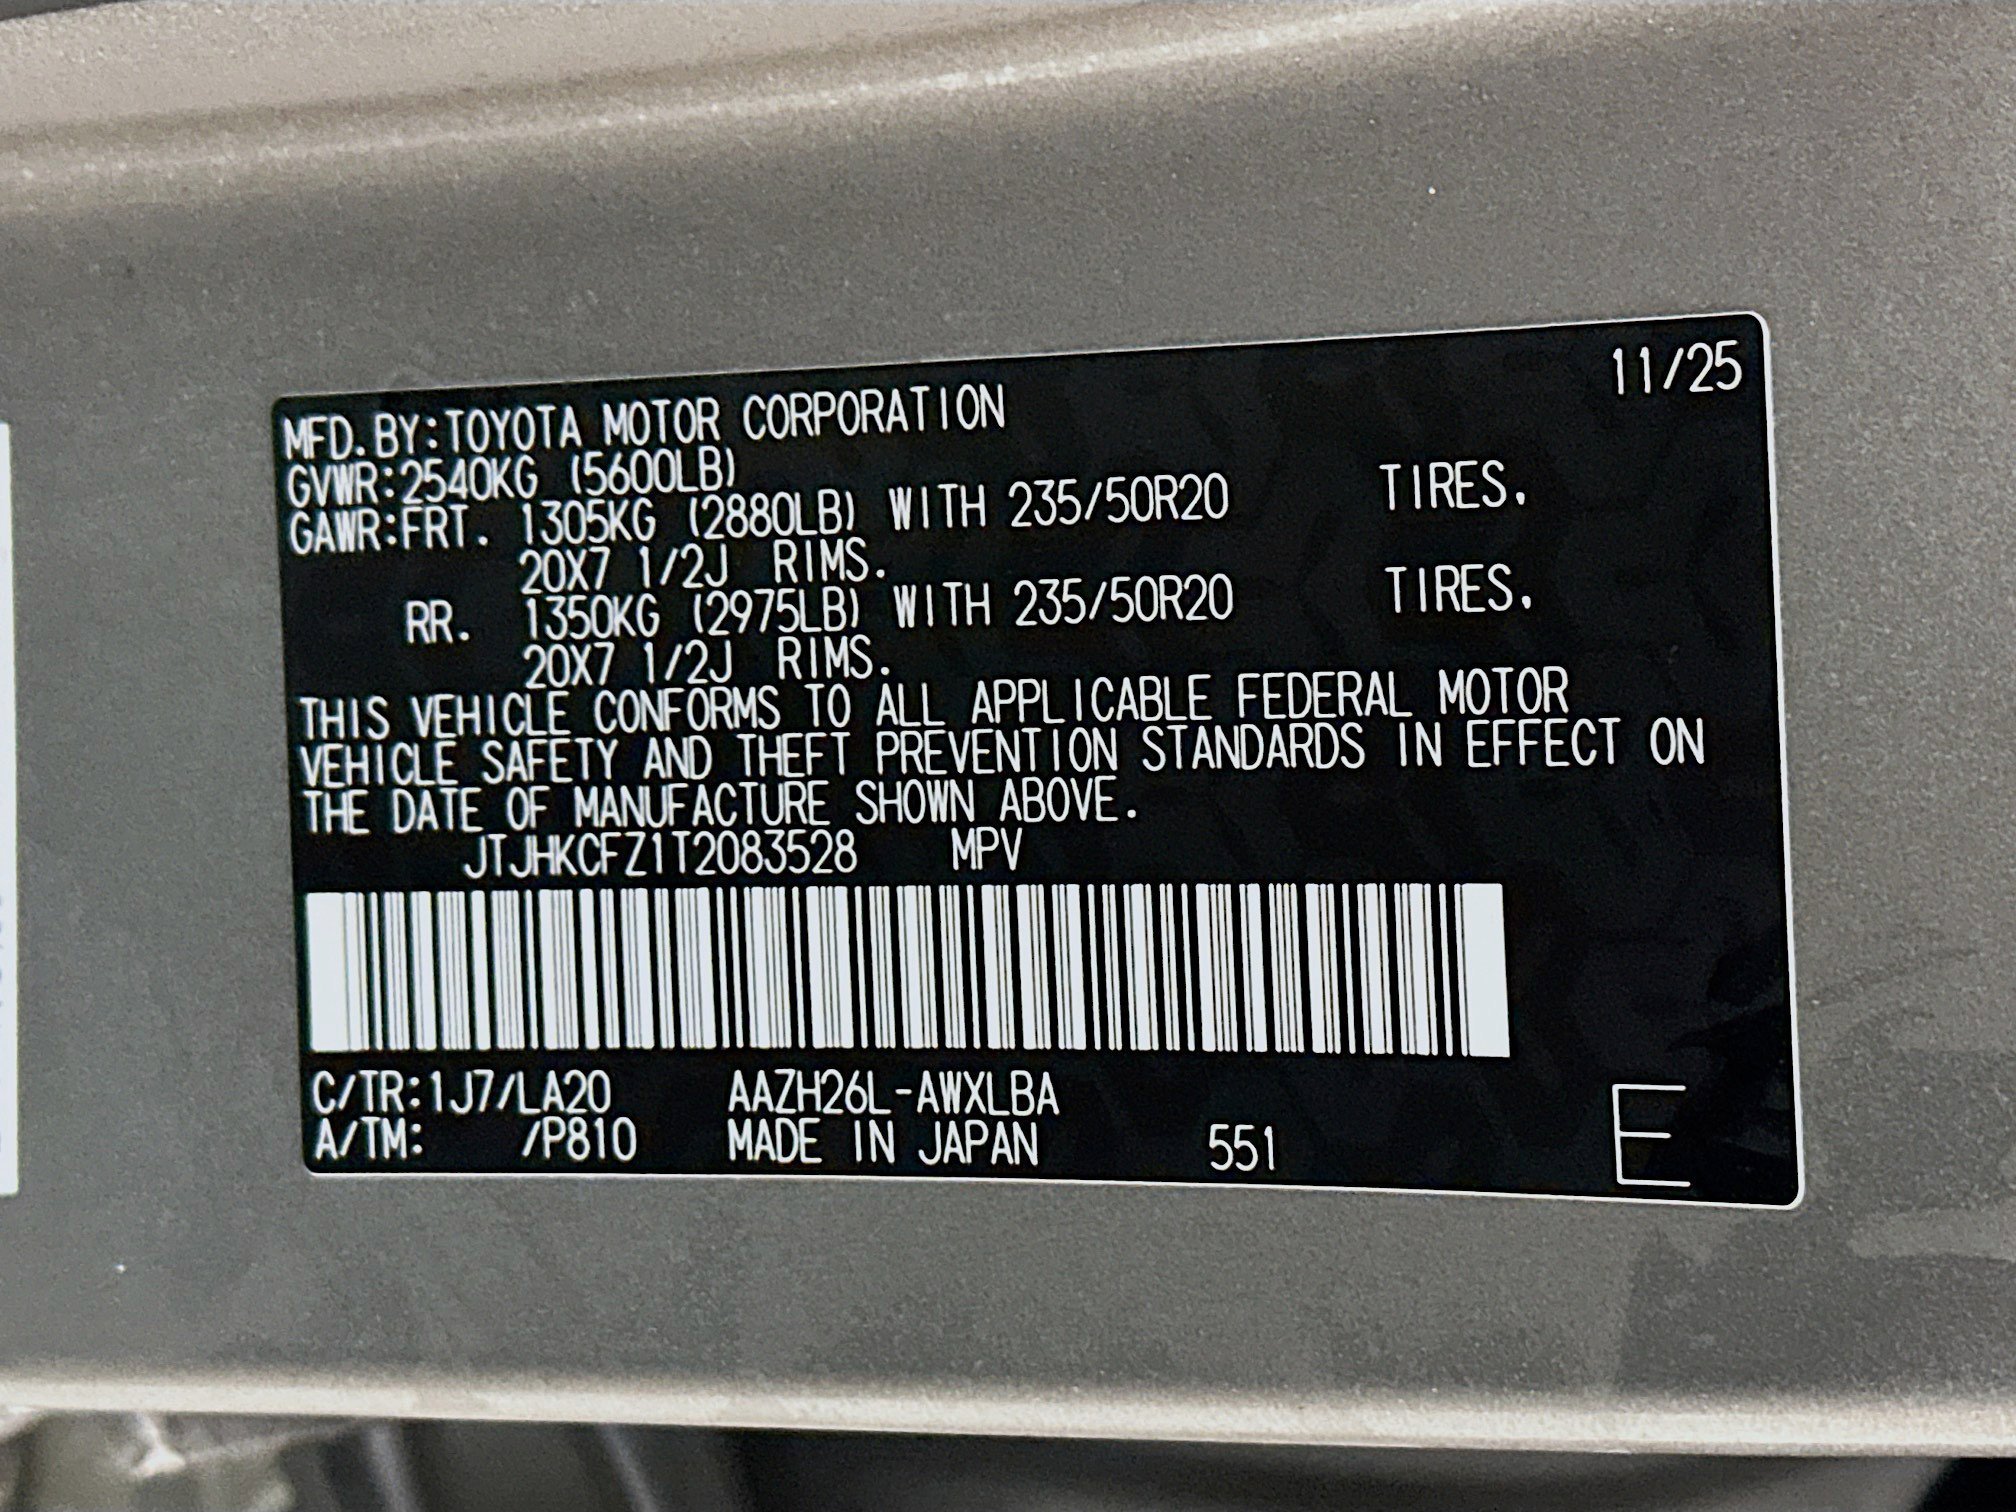 11/25
MFD.BY:TOYOTA MOTOR CORPORATION
GVWR:2540KG (5600LB)
GAWR:FRT. 1305KG (2880LB) WITH 235/50R20 TIRES.
20X7 1/2J RIMS.
RR. 1350KG (2975LB) WITH 235/50R20 TIRES.
20X7 1/2J RIMS.
THIS VEHICLE CONFORMS TO ALL APPLICABLE FEDERAL MOTOR
VEHICLE SAFETY AND THEFT PREVENTION STANDARDS IN EFFECT ON
THE DATE OF MANUFACTURE SHOWN ABOVE.
JTJHKCFZ1T2083528 MPV
C/TR:1J7/LA20 AAZH26L-AWXLBA
A/TM: /P810 MADE IN JAPAN 551 E